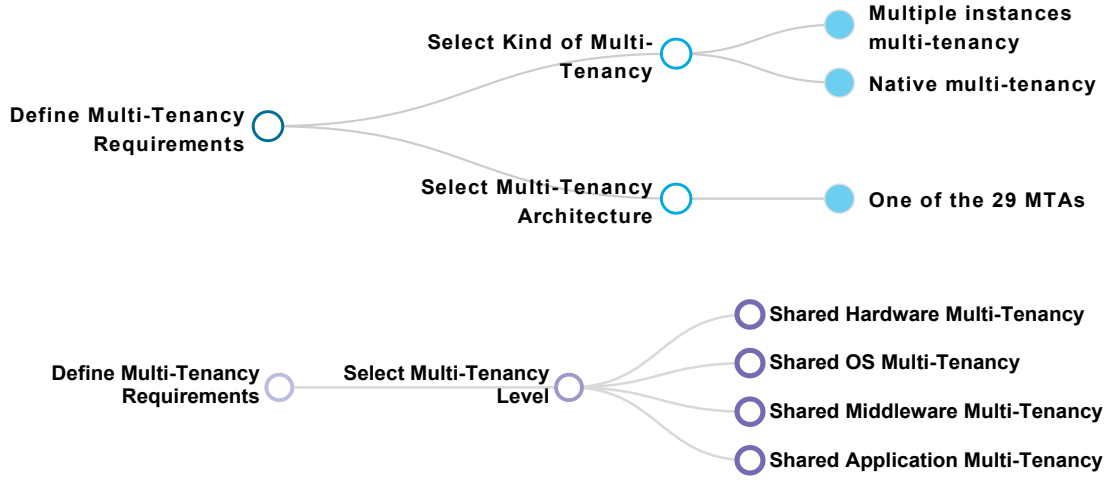 Multiple instances
multi-tenancy
Select Kind of Multi-
Tenancy
Native multi-tenancy
Define Multi-Tenancy
Requirements
Select Multi-Tenancy
Architecture
One of the 29 MTAs
Shared Hardware Multi-Tenancy
Shared OS Multi-Tenancy
Define Multi-Tenancy
Requirements
Select Multi-Tenancy
Level
Shared Middleware Multi-Tenancy
Shared Application Multi-Tenancy